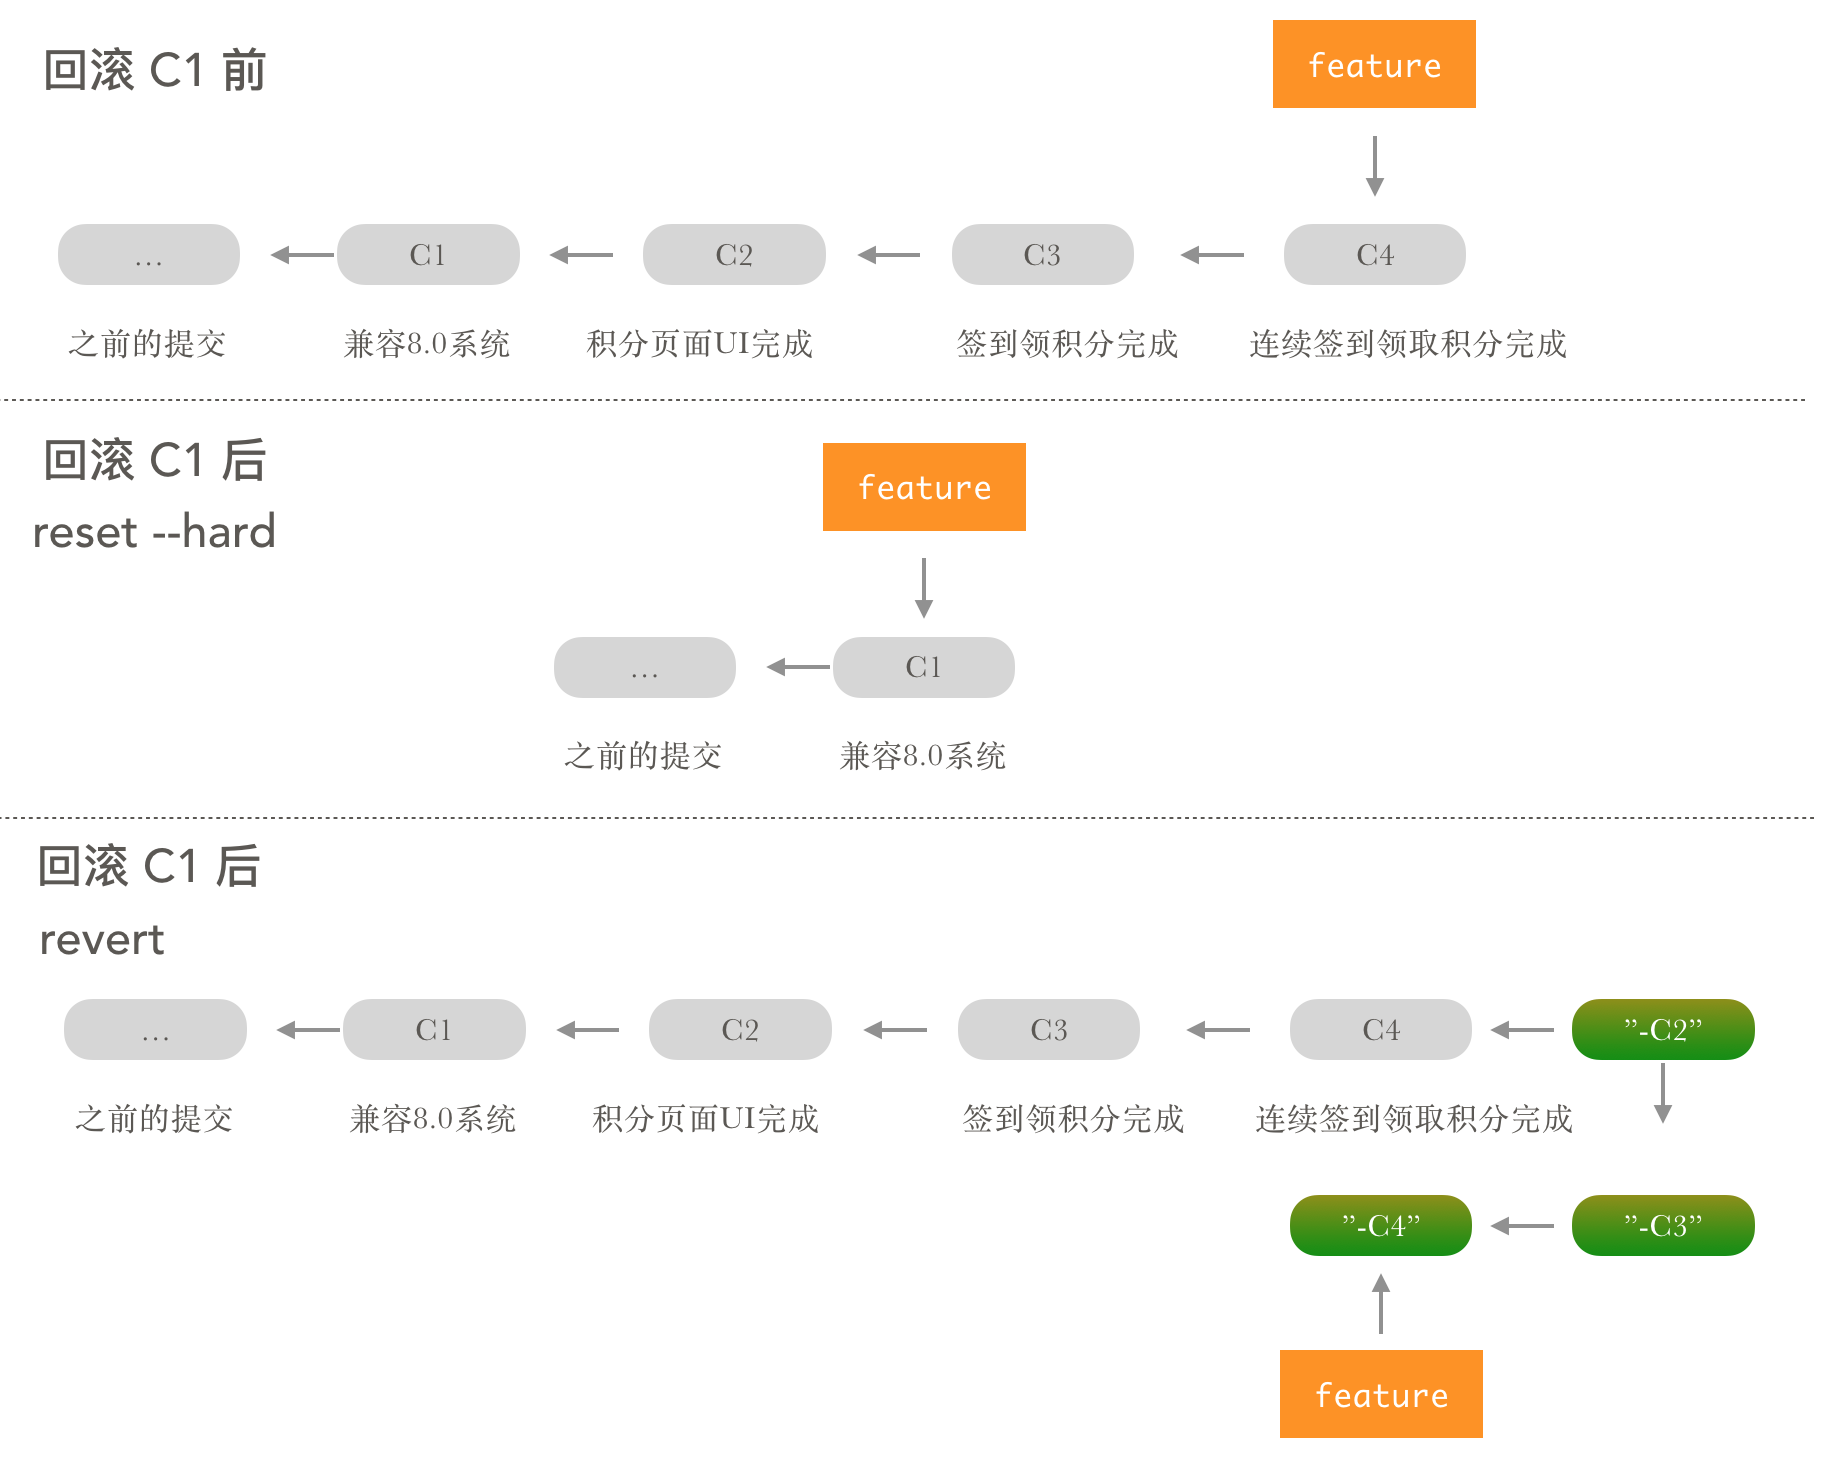 回滚 C1 前
feature
... C1 C2 C3 C4
之前的提交 兼容8.0系统 积分页面UI完成 签到领积分完成 连续签到领取积分完成
回滚 C1 后
reset --hard
feature
... C1
之前的提交 兼容8.0系统
回滚 C1 后
revert
... C1 C2 C3 C4 ”-C2”
之前的提交 兼容8.0系统 积分页面UI完成 签到领积分完成 连续签到领取积分完成
”-C4” ”-C3”
feature